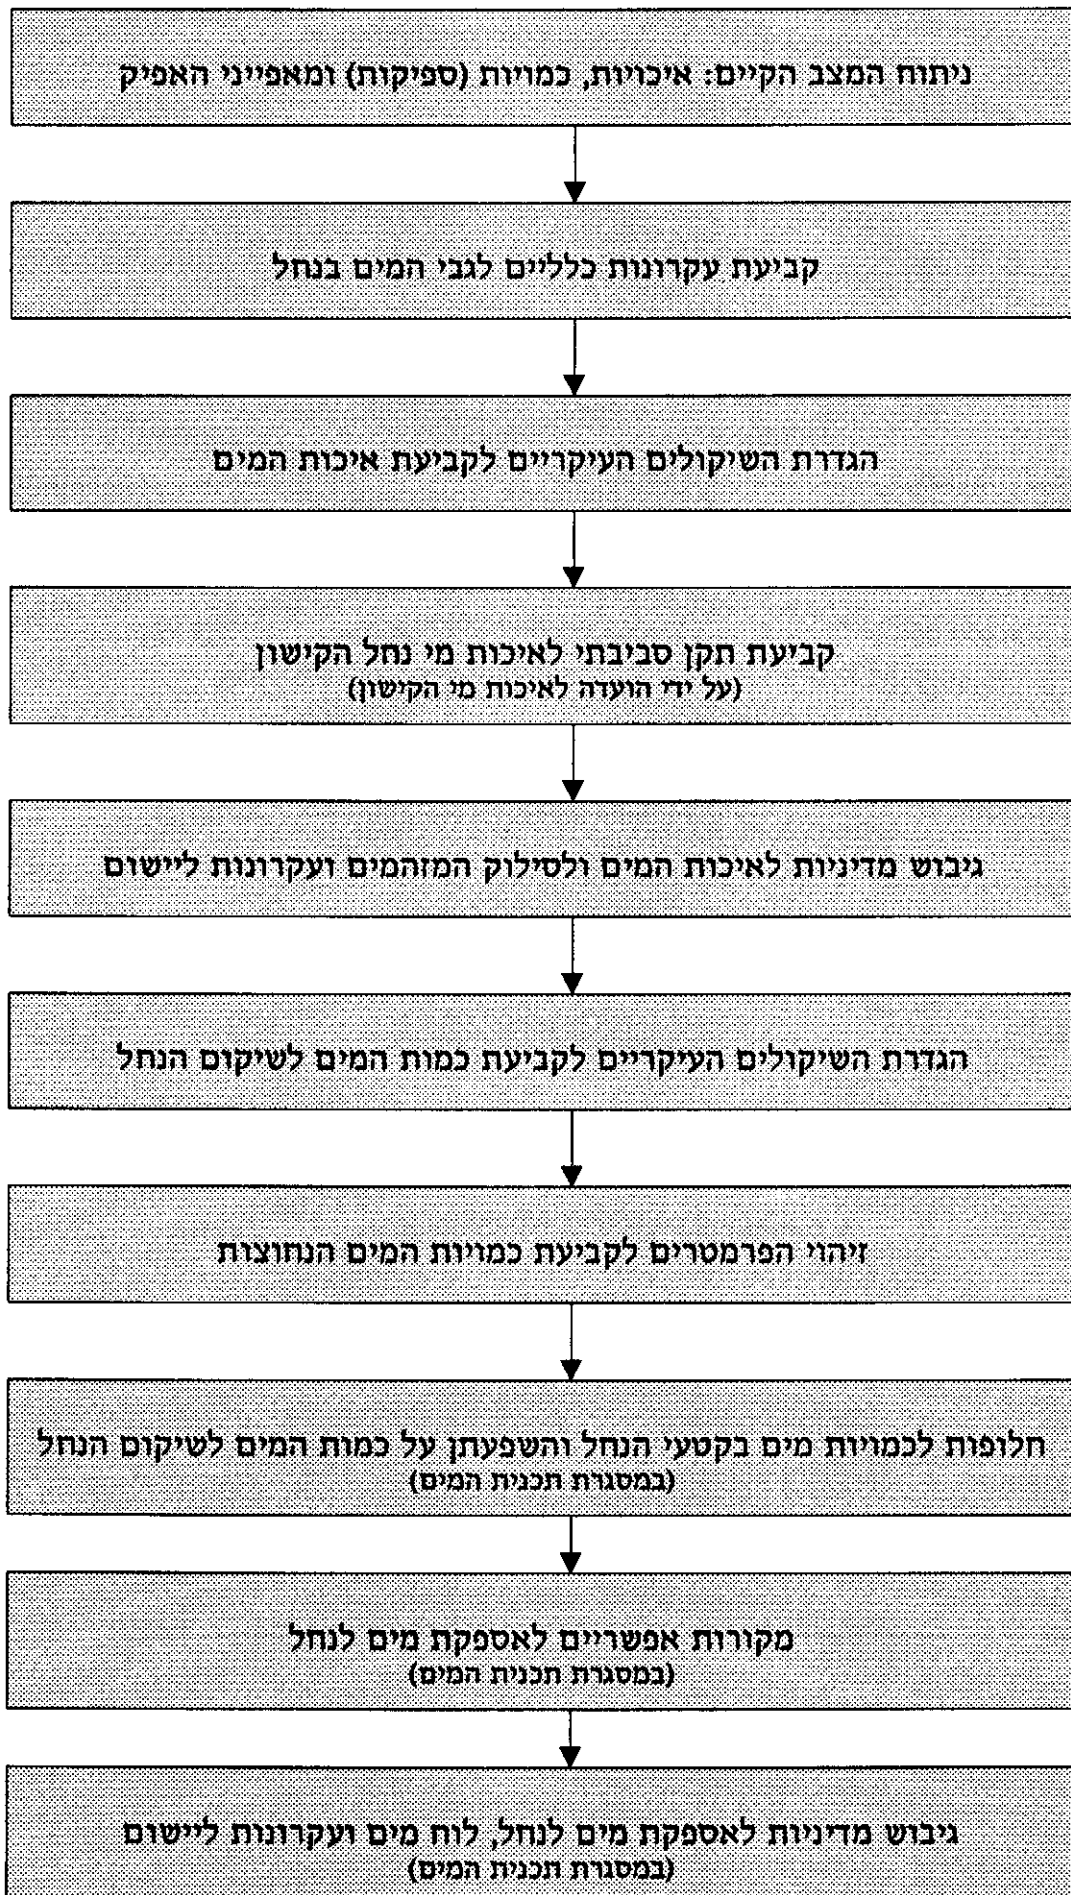 ניתוח המצב הקיים: איכויות, כמויות (ספיקות) ומאפייני האפיק
קביעת עקרונות כלליים לגבי המים בנחל
הגדרת השיקולים העיקריים לקביעת איכות המים
קביעת תקן סביבתי לאיכות מי נחל הקישון
(על ידי הועדה לאיכות מי הקישון)
גיבוש מדיניות לאיכות המים ולסילוק המזהמים ועקרונות ליישום
הגדרת השיקולים העיקריים לקביעת כמות המים לשיקום הנחל
זיהוי הפרמטרים לקביעת כמויות המים הנחוצות
חלופות לכמויות מים בקטעי הנחל והשפעתן על כמות המים לשיקום הנחל
(במסגרת תכנית המים)
מקורות אפשריים לאספקת מים לנחל
(במסגרת תכנית המים)
גיבוש מדיניות לאספקת מים לנחל, לוח מים ועקרונות ליישום
(במסגרת תכנית המים)